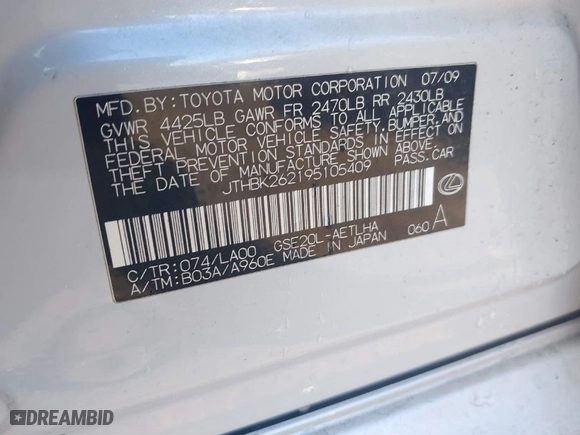 MFD. BY: TOYOTA MOTOR CORPORATION 07/09
GVWR 4425LB GAWR FR 2470LB RR 2430LB
THIS VEHICLE CONFORMS TO ALL APPLICABLE
FEDERAL MOTOR VEHICLE SAFETY, BUMPER, AND
THEFT PREVENTION STANDARDS IN EFFECT ON
THE DATE OF MANUFACTURE SHOWN ABOVE.
JTHBK262195105409 PASS. CAR
C/TR: 074/LA00 GSE20L-AETLHA 060 A
A/TM: B03A/A960E MADE IN JAPAN
DREAMBID